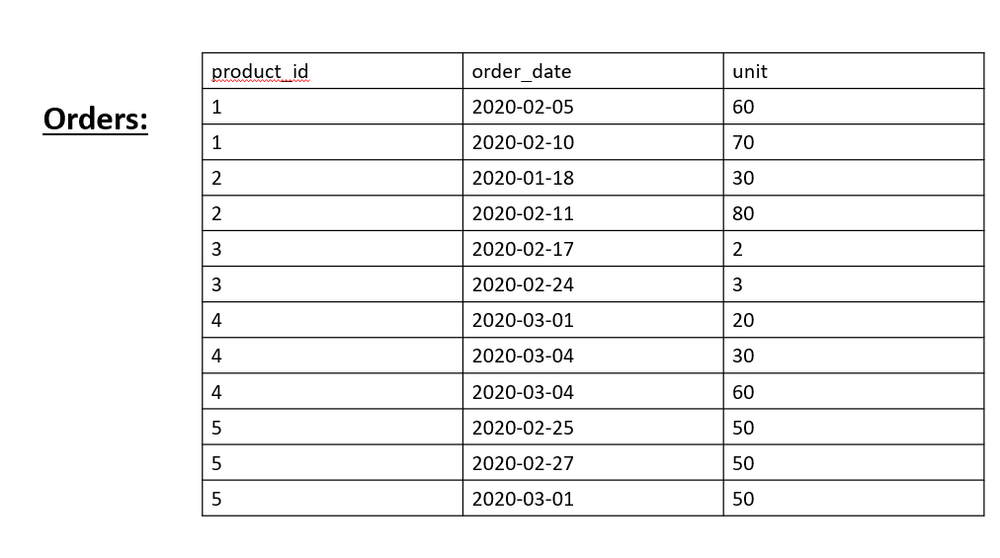 Orders:
product_id order_date unit
1 2020-02-05 60
1 2020-02-10 70
2 2020-01-18 30
2 2020-02-11 80
3 2020-02-17 2
3 2020-02-24 3
4 2020-03-01 20
4 2020-03-04 30
4 2020-03-04 60
5 2020-02-25 50
5 2020-02-27 50
5 2020-03-01 50